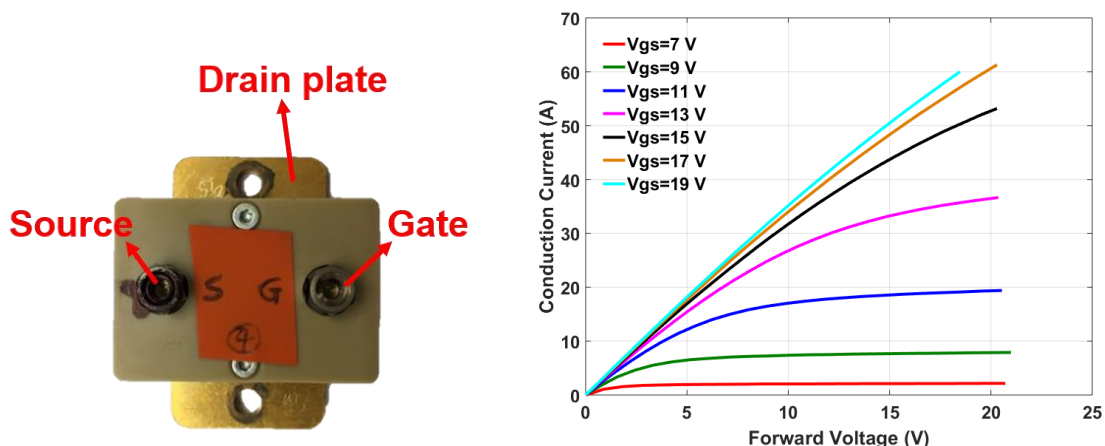 Drain plate
Source
Gate
S G
4
70
60
50
40
30
20
10
0
Conduction Current (A)
Vgs=7 V
Vgs=9 V
Vgs=11 V
Vgs=13 V
Vgs=15 V
Vgs=17 V
Vgs=19 V
0 5 10 15 20 25
Forward Voltage (V)